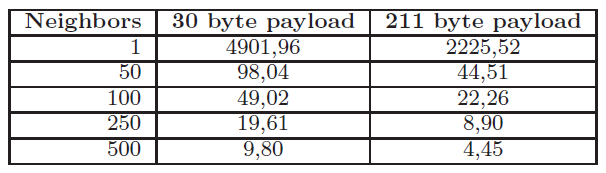 Neighbors 30 byte payload 211 byte payload
1 4901,96 2225,52
50 98,04 44,51
100 49,02 22,26
250 19,61 8,90
500 9,80 4,45